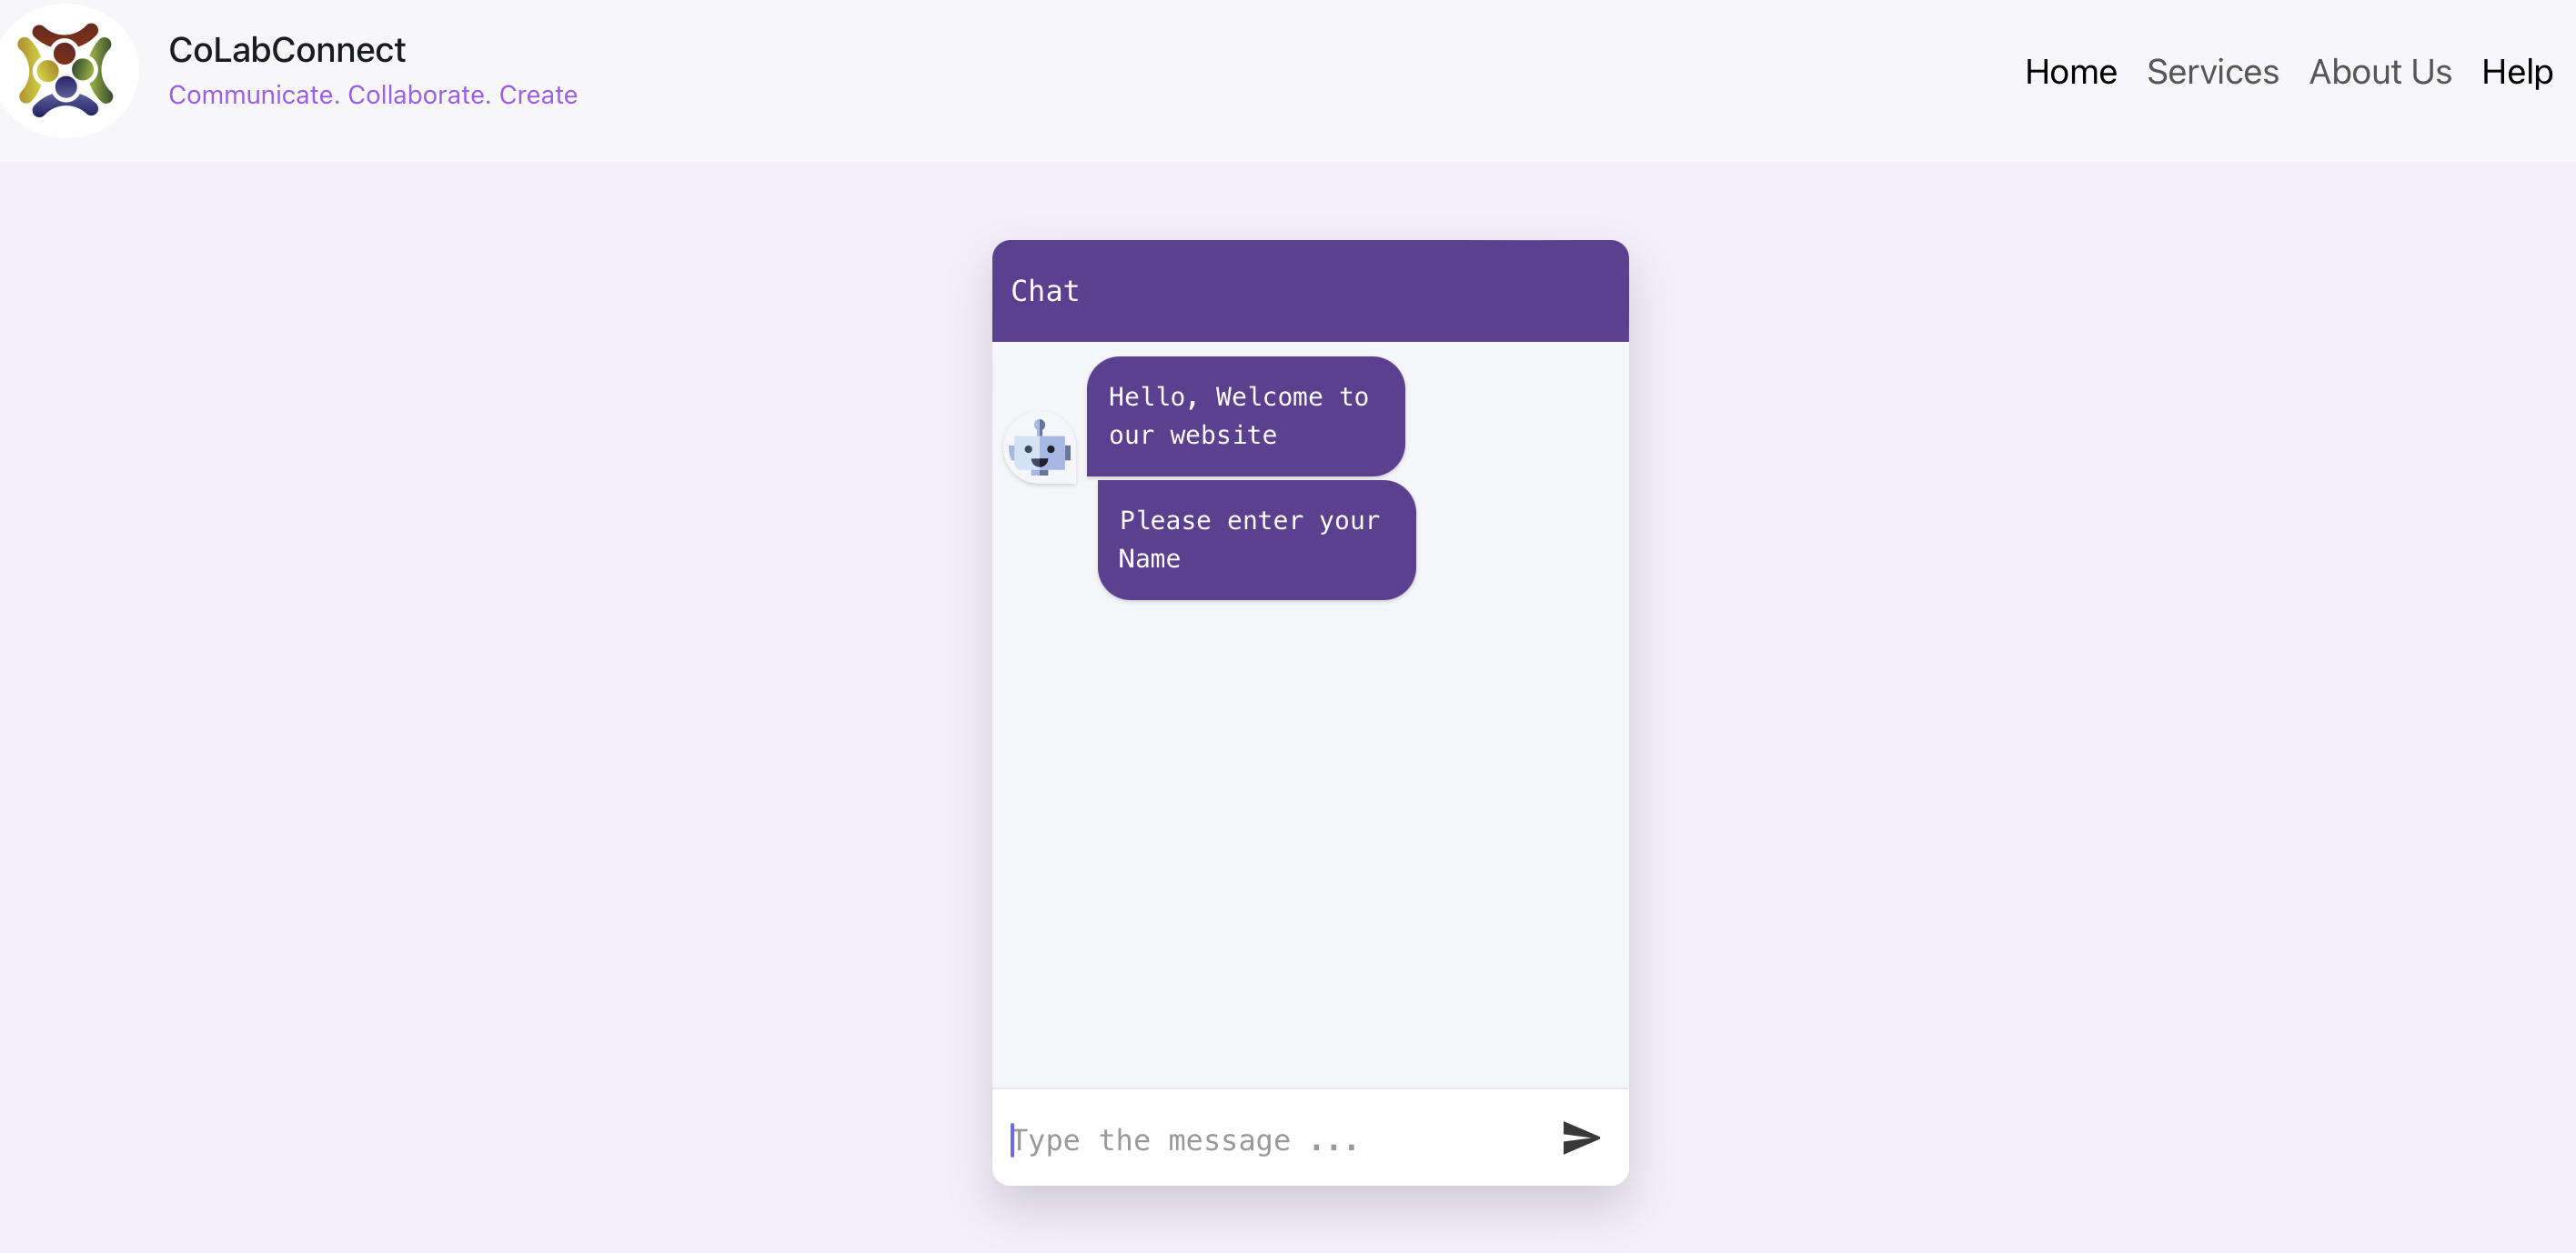 CoLabConnect
Communicate. Collaborate. Create
Home Services About Us Help
Chat
Hello, Welcome to
our website
Please enter your
Name
Type the message ...